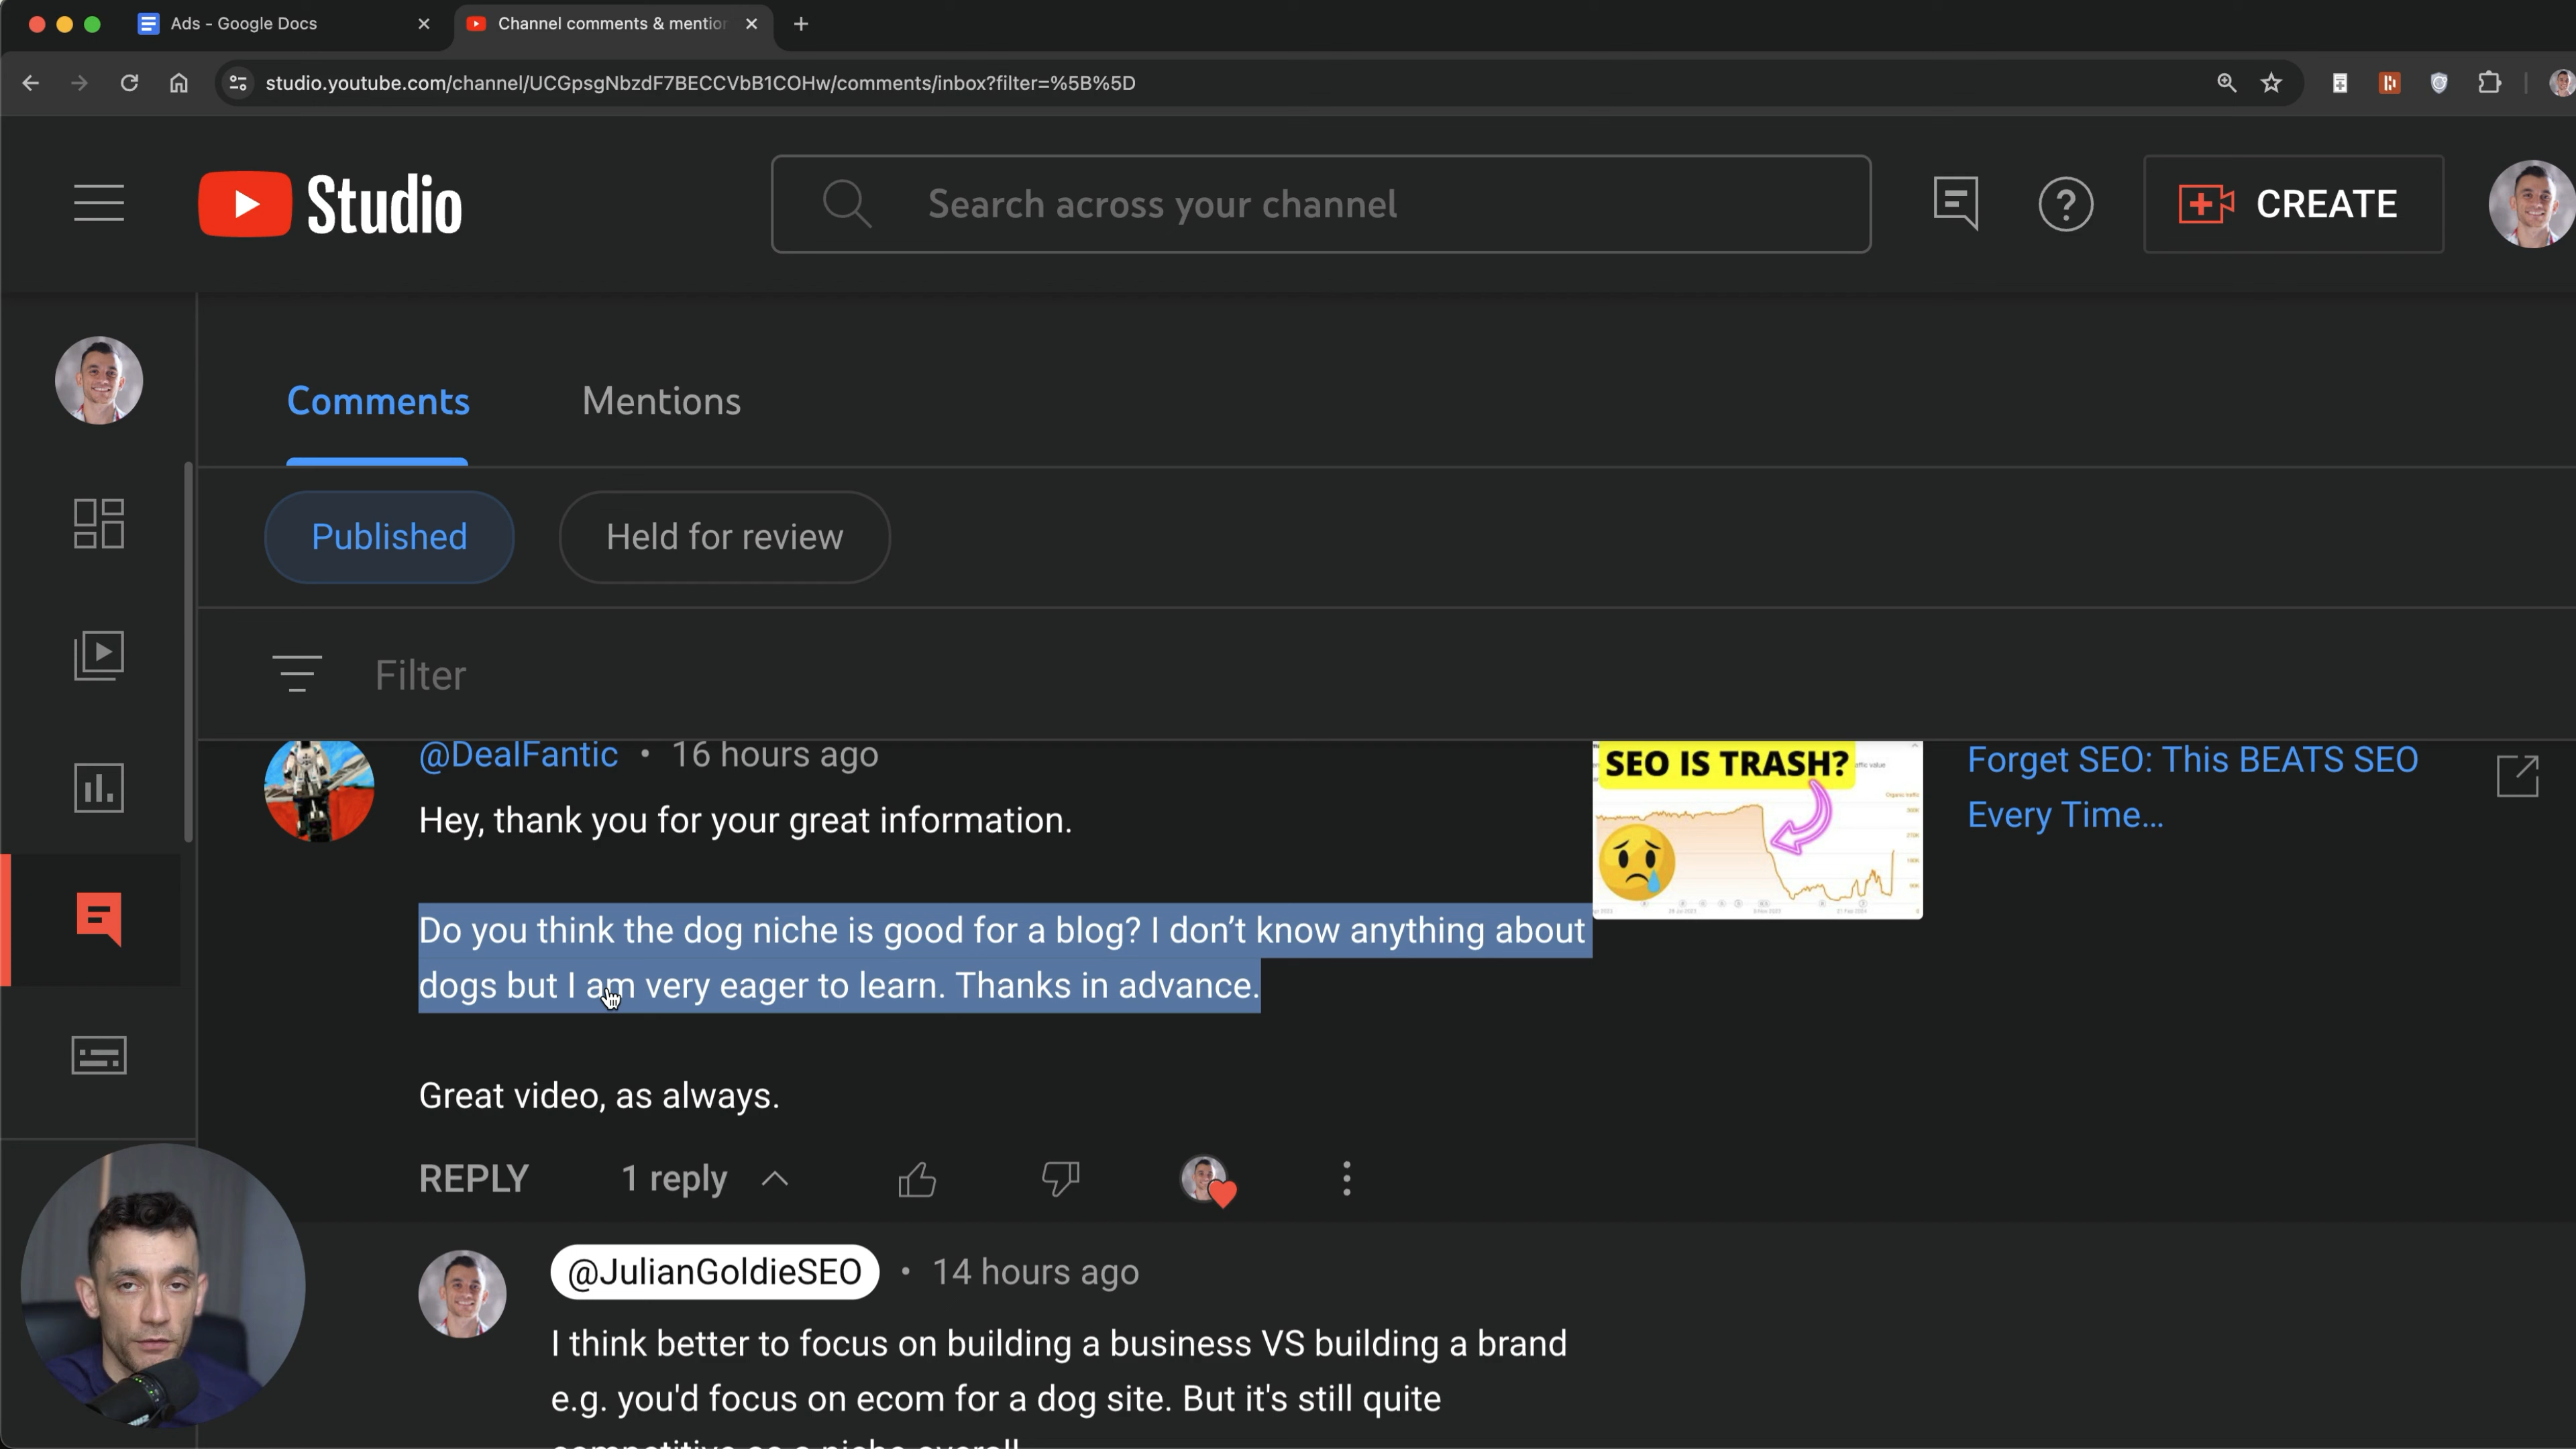 Ads - Google Docs
Channel comments & mention
studio.youtube.com/channel/UCGpsgNbzdF7BECCVbB1COHw/comments/inbox?filter=%5B%5D
Studio
Search across your channel
CREATE
Comments
Mentions
Published
Held for review
Filter
@DealFantic • 16 hours ago
Hey, thank you for your great information.
Do you think the dog niche is good for a blog? I don’t know anything about
dogs but I am very eager to learn. Thanks in advance.
Great video, as always.
SEO IS TRASH?
Forget SEO: This BEATS SEO
Every Time…
REPLY
1 reply
@JulianGoldieSEO • 14 hours ago
I think better to focus on building a business VS building a brand
e.g. you'd focus on ecom for a dog site. But it's still quite
competitive as a niche overall